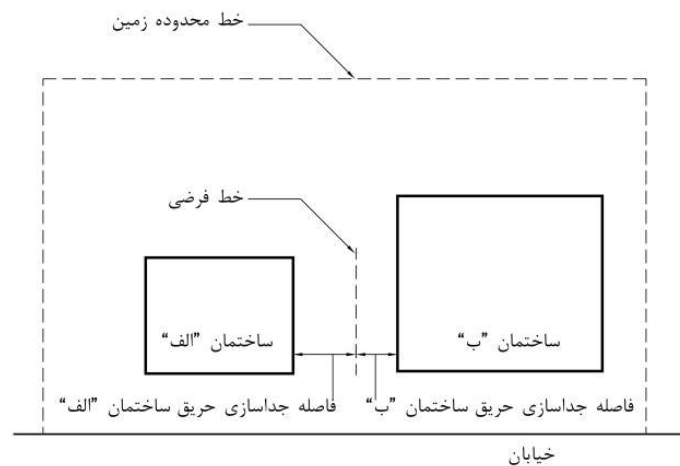 خط محدوده زمین
خط فرضی
ساختمان ”الف“
ساختمان ”ب“
فاصله جداسازی حریق ساختمان ”ب“
فاصله جداسازی حریق ساختمان ”الف“
خیابان